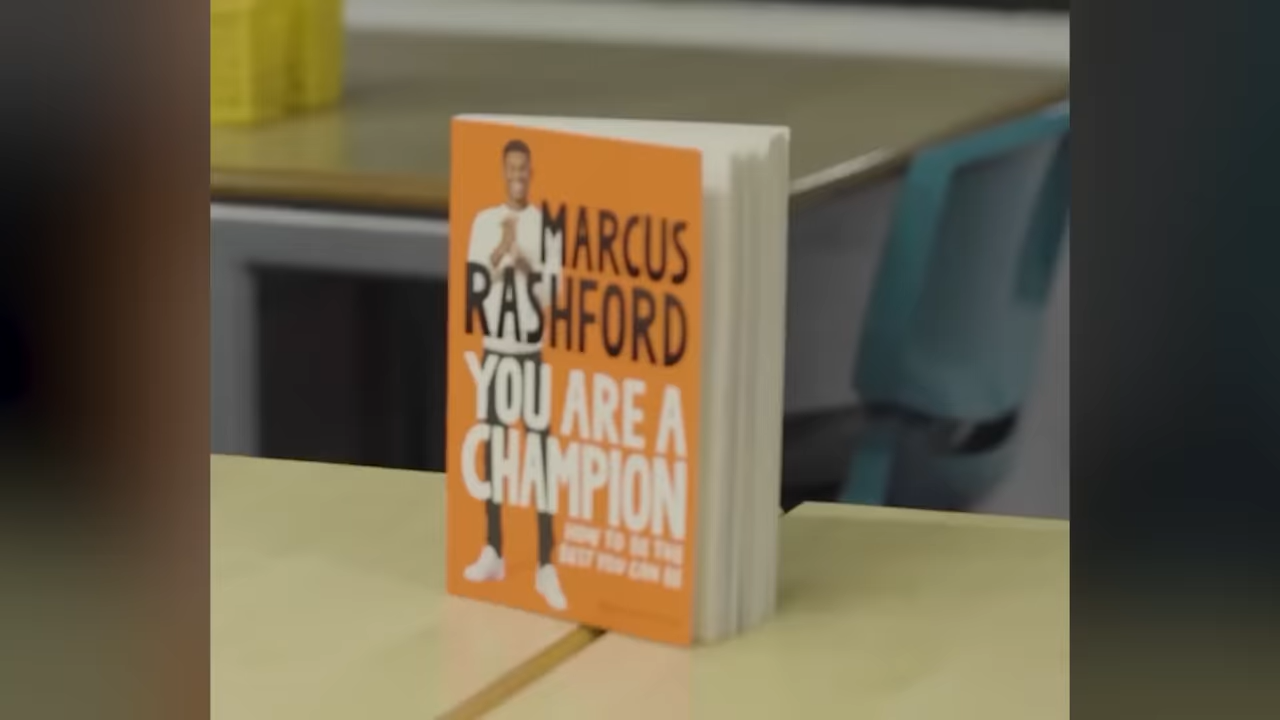 MARCUS
RASHFORD
YOU ARE A
CHAMPION
HOW TO BE THE
BEST YOU CAN BE